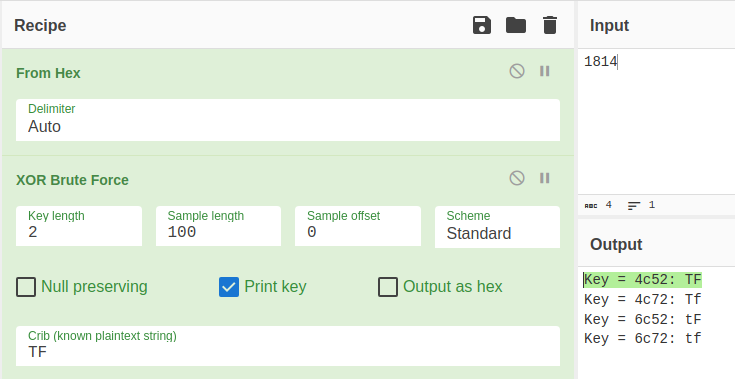 Recipe
From Hex
Delimiter
Auto
XOR Brute Force
Key length
2
Sample length
100
Sample offset
0
Scheme
Standard
Null preserving
Print key
Output as hex
Crib (known plaintext string)
TF
Input
1814
ABC 4 1
Output
Key = 4c52: TF
Key = 4c72: Tf
Key = 6c52: tF
Key = 6c72: tf